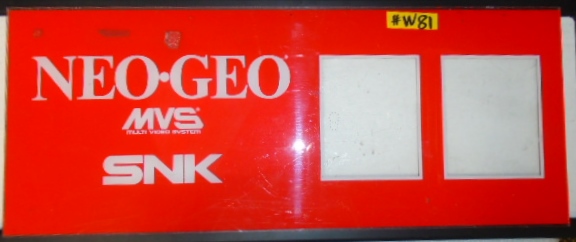 #W81
NEO•GEO
MVS®
MULTI VIDEO SYSTEM
SNK